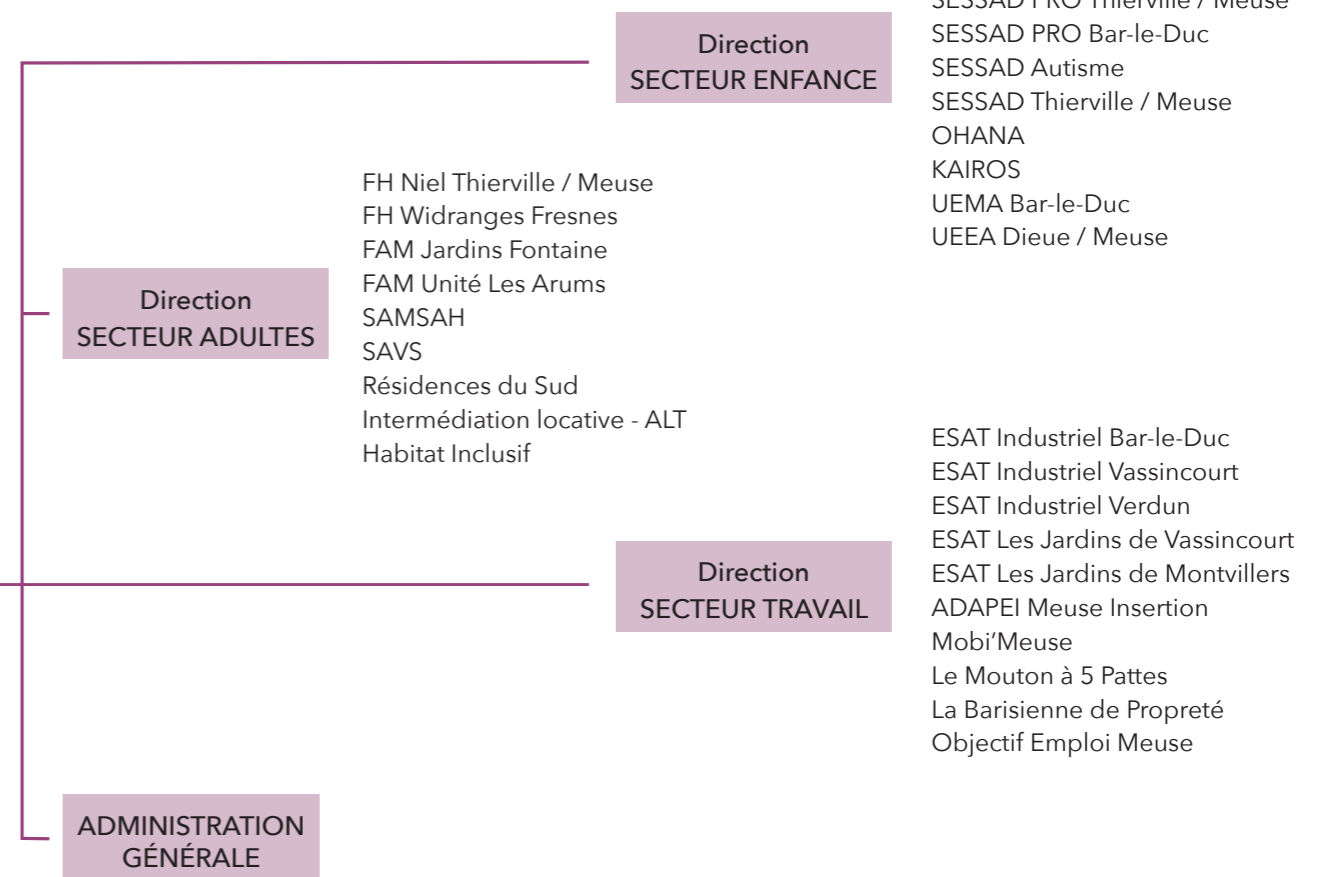 SESSAD PRO Thierville / Meuse
SESSAD PRO Bar-le-Duc
SESSAD Autisme
SESSAD Thierville / Meuse
OHANA
KAIROS
UEMA Bar-le-Duc
UEEA Dieue / Meuse
Direction
SECTEUR ENFANCE
FH Niel Thierville / Meuse
FH Widranges Fresnes
FAM Jardins Fontaine
FAM Unité Les Arums
SAMSAH
SAVS
Résidences du Sud
Intermédiation locative - ALT
Habitat Inclusif
Direction
SECTEUR ADULTES
ESAT Industriel Bar-le-Duc
ESAT Industriel Vassincourt
ESAT Industriel Verdun
ESAT Les Jardins de Vassincourt
ESAT Les Jardins de Montvillers
ADAPEI Meuse Insertion
Mobi’Meuse
Le Mouton à 5 Pattes
La Barisienne de Propreté
Objectif Emploi Meuse
Direction
SECTEUR TRAVAIL
ADMINISTRATION
GÉNÉRALE